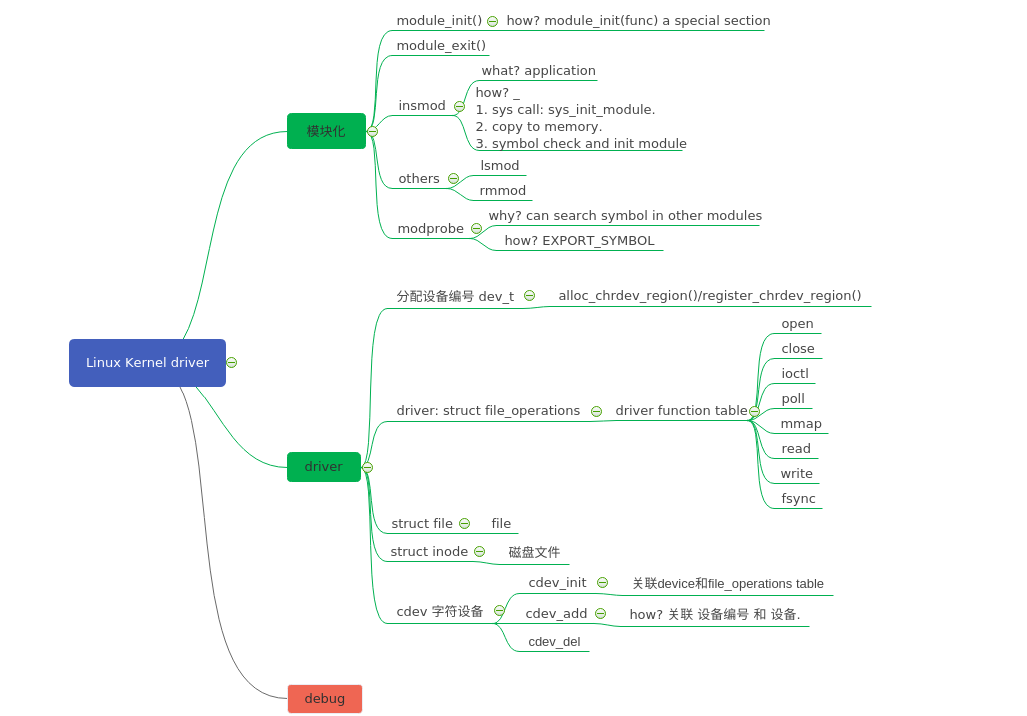 Linux Kernel driver
模块化
module_init()
how? module_init(func) a special section
module_exit()
insmod
what? application
how? _
1. sys call: sys_init_module.
2. copy to memory.
3. symbol check and init module
others
lsmod
rmmod
modprobe
why? can search symbol in other modules
how? EXPORT_SYMBOL
driver
分配设备编号 dev_t
alloc_chrdev_region()/register_chrdev_region()
driver: struct file_operations
driver function table
open
close
ioctl
poll
mmap
read
write
fsync
struct file
file
struct inode
磁盘文件
cdev 字符设备
cdev_init
关联device和file_operations table
cdev_add
how? 关联 设备编号 和 设备.
cdev_del
debug